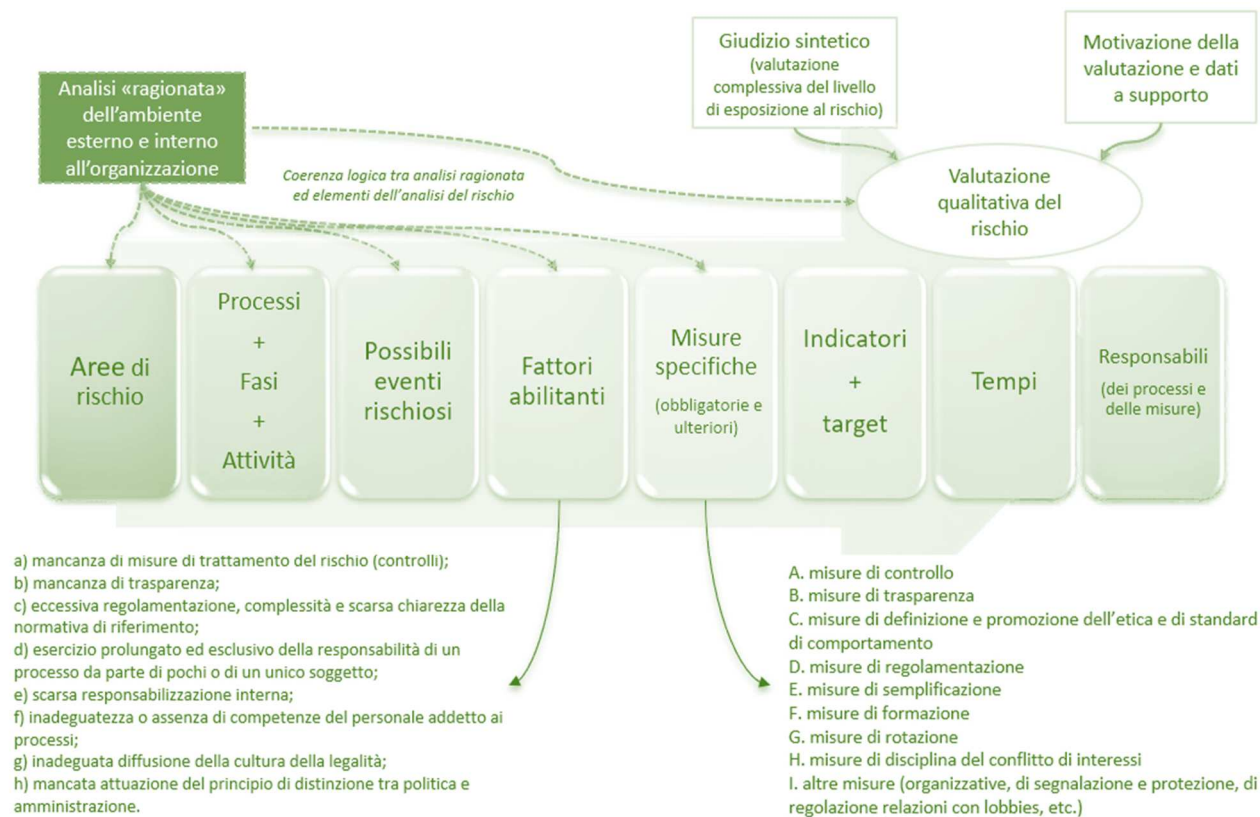 Analisi «ragionata»
dell’ambiente
esterno e interno
all’organizzazione
Giudizio sintetico
(valutazione
complessiva del livello
di esposizione al rischio)
Motivazione della
valutazione e dati
a supporto
Coerenza logica tra analisi ragionata
ed elementi dell’analisi del rischio
Valutazione
qualitativa del
rischio
Aree di
rischio
Processi
+
Fasi
+
Attività
Possibili
eventi
rischiosi
Fattori
abilitanti
Misure
specifiche
(obbligatorie e
ulteriori)
Indicatori
+
target
Tempi
Responsabili
(dei processi e
delle misure)
a) mancanza di misure di trattamento del rischio (controlli);
b) mancanza di trasparenza;
c) eccessiva regolamentazione, complessità e scarsa chiarezza della
normativa di riferimento;
d) esercizio prolungato ed esclusivo della responsabilità di un
processo da parte di pochi o di un unico soggetto;
e) scarsa responsabilizzazione interna;
f) inadeguatezza o assenza di competenze del personale addetto ai
processi;
g) inadeguata diffusione della cultura della legalità;
h) mancata attuazione del principio di distinzione tra politica e
amministrazione.
A. misure di controllo
B. misure di trasparenza
C. misure di definizione e promozione dell’etica e di standard
di comportamento
D. misure di regolamentazione
E. misure di semplificazione
F. misure di formazione
G. misure di rotazione
H. misure di disciplina del conflitto di interessi
I. altre misure (organizzative, di segnalazione e protezione, di
regolazione relazioni con lobbies, etc.)